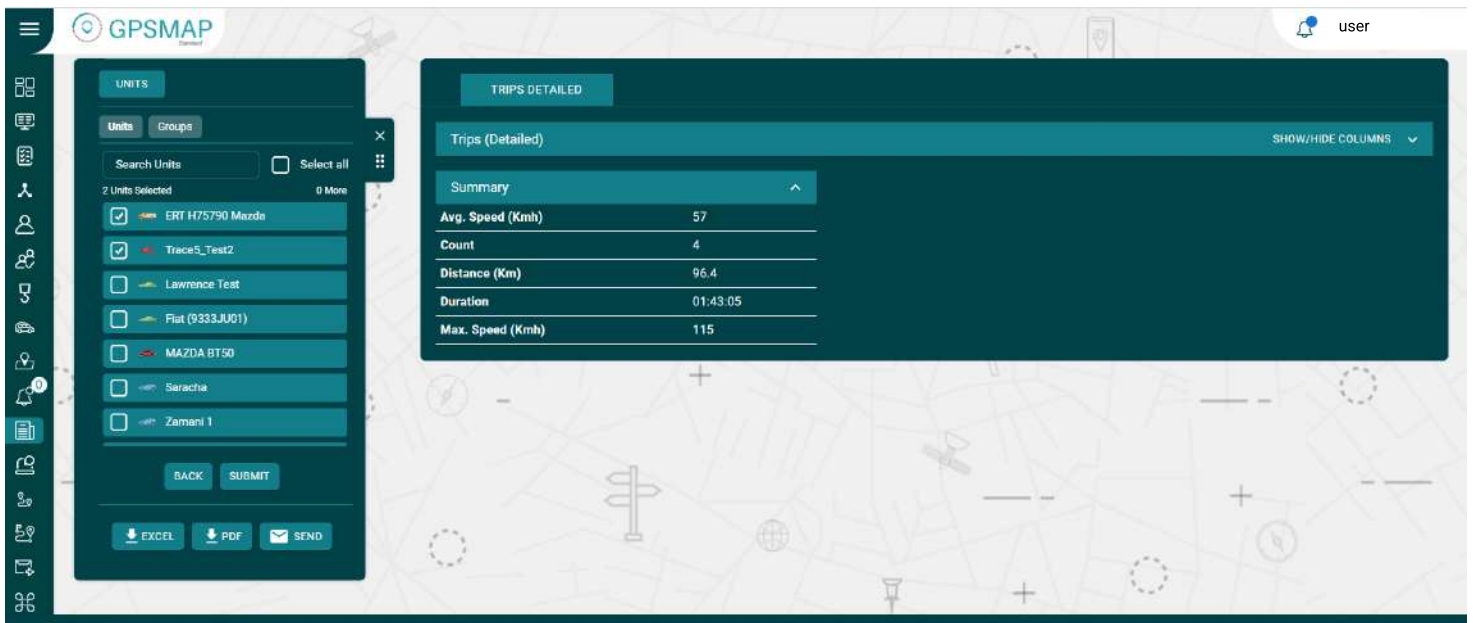 GPSMAP
user
UNITS
Units Groups
Search Units Select all
2 Units Selected 0 More
ERT H75790 Mazda
Trace5_Test2
Lawrence Test
Fiat (9333JU01)
MAZDA BT50
Saracha
Zamani 1
BACK SUBMIT
EXCEL PDF SEND
0
TRIPS DETAILED
Trips (Detailed) SHOW/HIDE COLUMNS
Summary
Avg. Speed (Kmh) 57
Count 4
Distance (Km) 96.4
Duration 01:43:05
Max. Speed (Kmh) 115